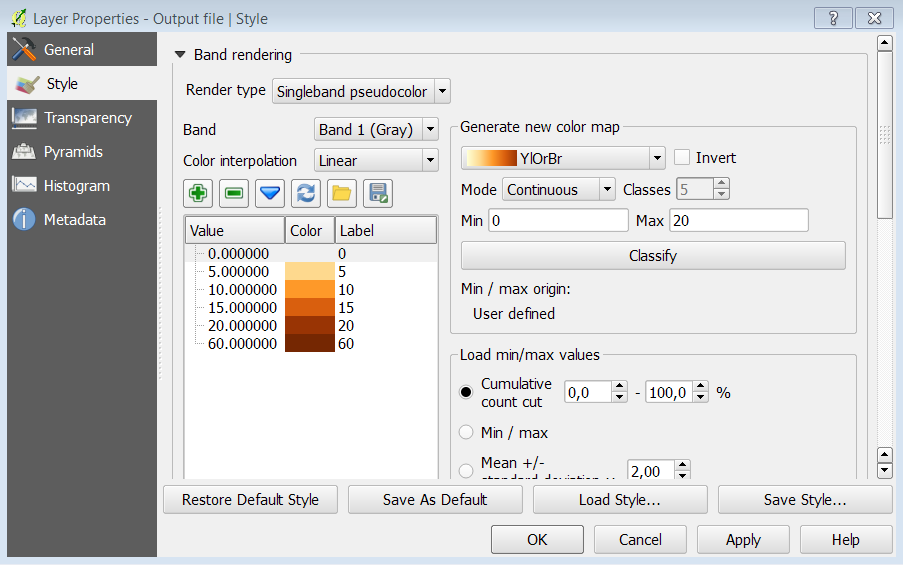 Layer Properties - Output file | Style
?
General
Style
Transparency
Pyramids
Histogram
Metadata
Band rendering
Render type Singleband pseudocolor
Band Band 1 (Gray)
Color interpolation Linear
Value Color Label
0.000000 0
5.000000 5
10.000000 10
15.000000 15
20.000000 20
60.000000 60
Generate new color map
YlOrBr Invert
Mode Continuous Classes 5
Min 0 Max 20
Classify
Min / max origin:
User defined
Load min/max values
Cumulative
count cut 0,0 - 100,0 %
Min / max
Mean +/-
standard deviation 2,00
Restore Default Style Save As Default Load Style... Save Style...
OK Cancel Apply Help